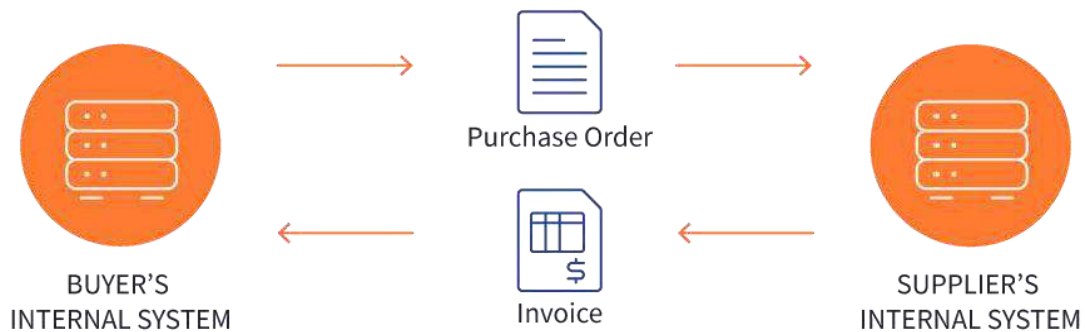 Purchase Order
BUYER'S
INTERNAL SYSTEM
$
Invoice
SUPPLIER'S
INTERNAL SYSTEM